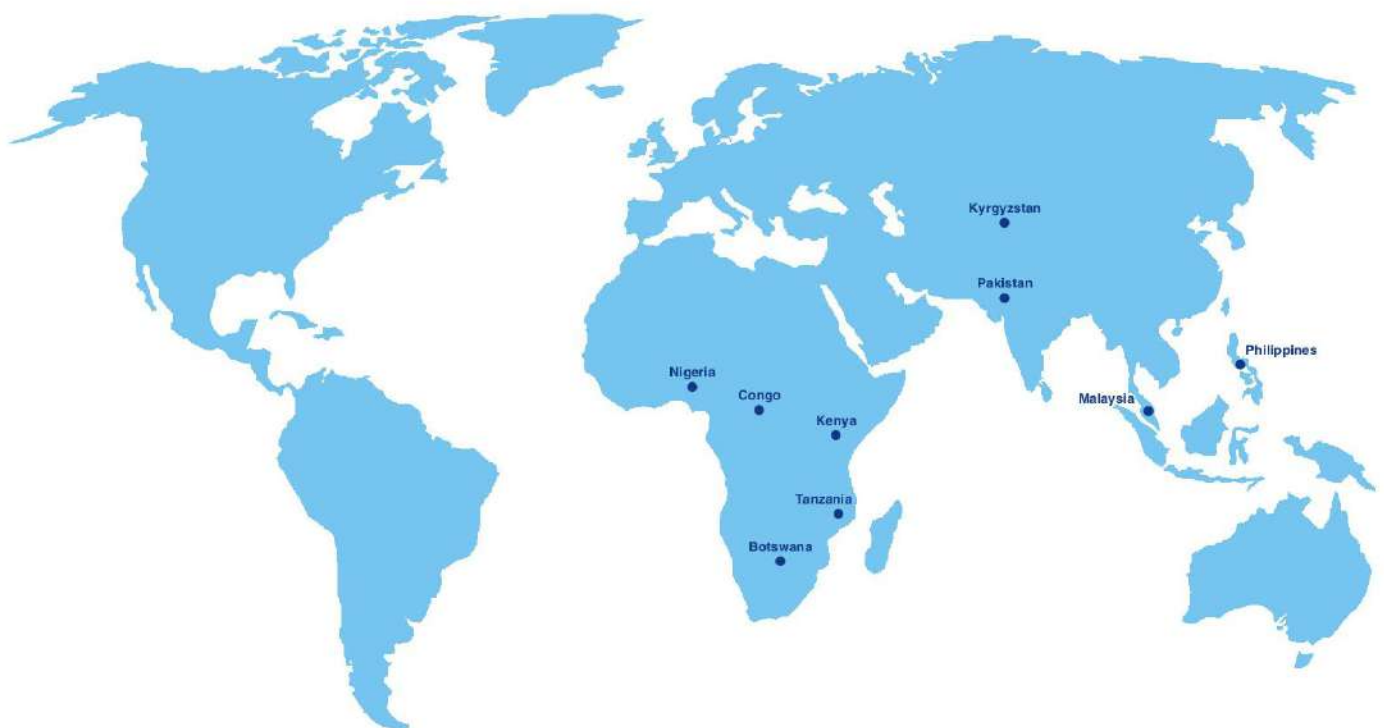 Kyrgyzstan
Pakistan
Philippines
Nigeria
Congo
Malaysia
Kenya
Tanzania
Botswana